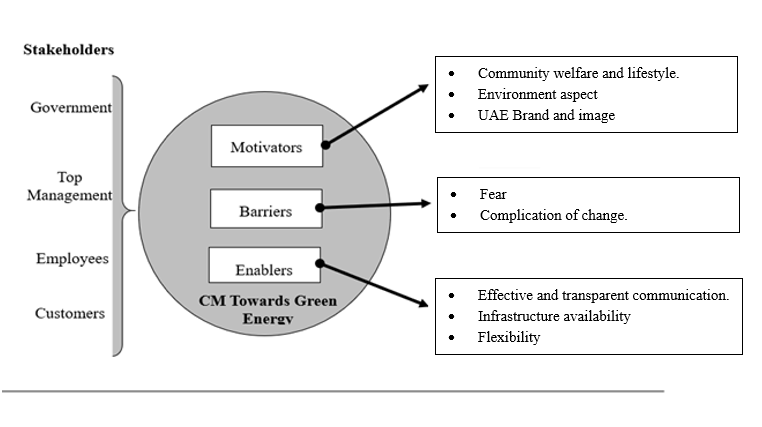 Stakeholders
Government
Top
Management
Employees
Customers
Motivators
Barriers
Enablers
CM Towards Green
Energy
• Community welfare and lifestyle.
• Environment aspect
• UAE Brand and image
• Fear
• Complication of change.
• Effective and transparent communication.
• Infrastructure availability
• Flexibility